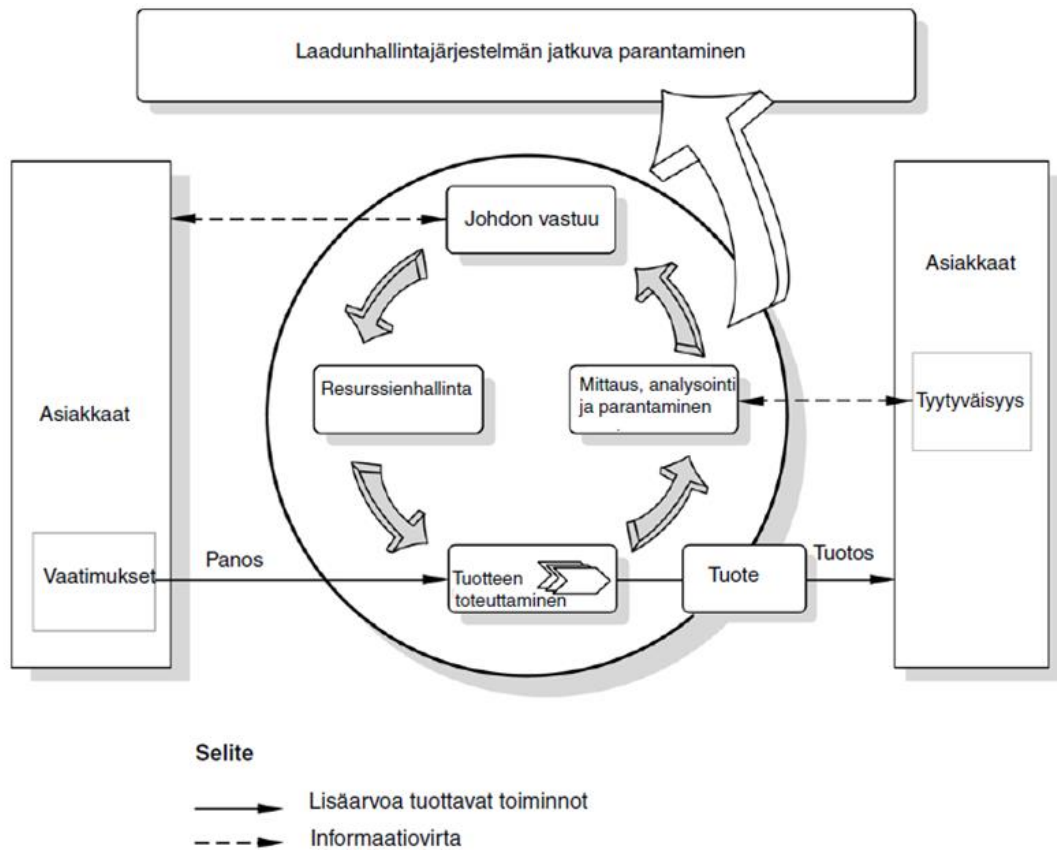 Laadunhallintajärjestelmän jatkuva parantaminen
Johdon vastuu
Asiakkaat
Resurssienhallinta
Mittaus, analysointi
ja parantaminen
Tyytyväisyys
Asiakkaat
Vaatimukset
Panos
Tuotteen
toteuttaminen
Tuote
Tuotos
Selite
Lisäarvoa tuottavat toiminnot
Informaatiovirta